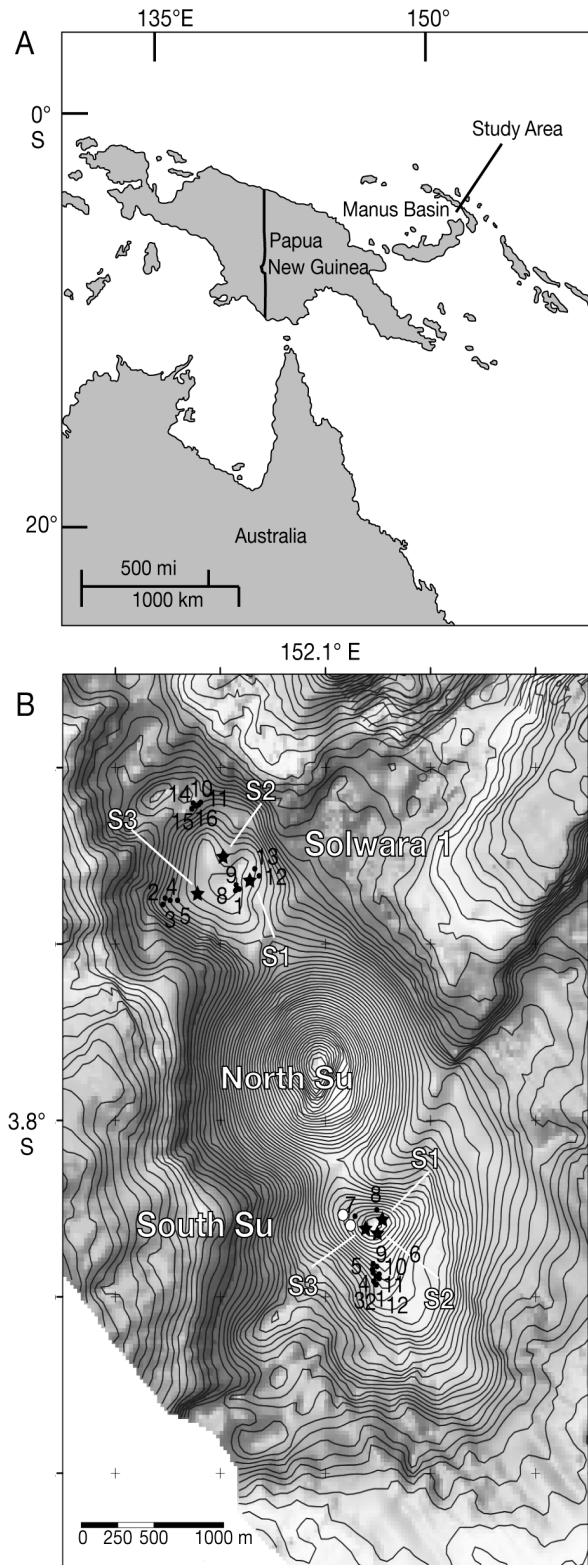 135°E 150°
A
0°
S
Study Area
Manus Basin
Papua
New Guinea
20°
Australia
500 mi
1000 km
152.1° E
B
S3
14 10 11
S2
15 16
Solwara 1
13
9
2 4
12
8
1
3 5
S1
North Su
3.8°
S
S1
8
7
South Su
9 6
5 10
S3
4 11
S2
3 2 1 12
0 250 500 1000 m